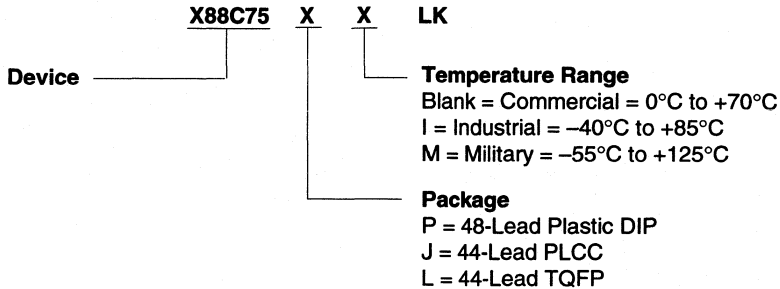 X88C75 X X LK
Device
Temperature Range
Blank = Commercial = 0°C to +70°C
I = Industrial = –40°C to +85°C
M = Military = –55°C to +125°C
Package
P = 48-Lead Plastic DIP
J = 44-Lead PLCC
L = 44-Lead TQFP